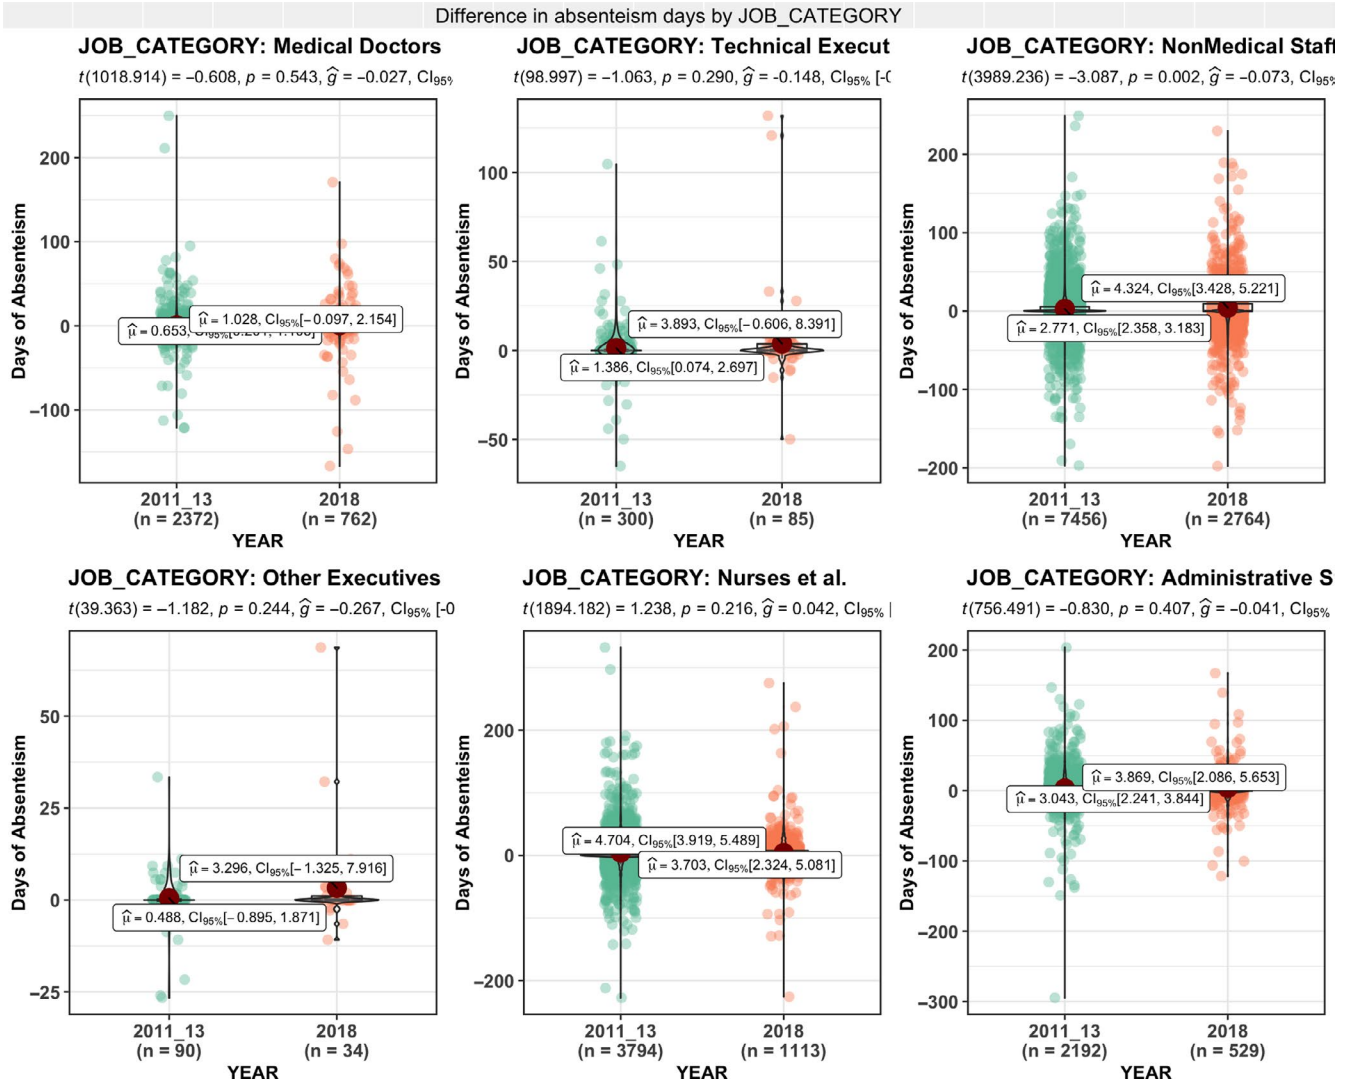 Difference in absenteism days by JOB_CATEGORY
JOB_CATEGORY: Medical Doctors
t(1018.914) = −0.608, p = 0.543, ĝ = −0.027, CI95%
200
100
0
−100
Days of Absenteism
μ̂ = 0.653,
μ̂ = 1.028, CI95%[−0.097, 2.154]
2011_13
(n = 2372)
2018
(n = 762)
YEAR
JOB_CATEGORY: Technical Execut
t(98.997) = −1.063, p = 0.290, ĝ = -0.148, CI95% [-0
100
50
0
−50
Days of Absenteism
μ̂ = 3.893, CI95%[−0.606, 8.391]
μ̂ = 1.386, CI95%[0.074, 2.697]
2011_13
(n = 300)
2018
(n = 85)
YEAR
JOB_CATEGORY: NonMedical Staff
t(3989.236) = −3.087, p = 0.002, ĝ = −0.073, CI95%
200
100
0
−100
−200
Days of Absenteism
μ̂ = 4.324, CI95%[3.428, 5.221]
μ̂ = 2.771, CI95%[2.358, 3.183]
2011_13
(n = 7456)
2018
(n = 2764)
YEAR
JOB_CATEGORY: Other Executives
t(39.363) = −1.182, p = 0.244, ĝ = −0.267, CI95% [-0
50
25
0
−25
Days of Absenteism
μ̂ = 3.296, CI95%[−1.325, 7.916]
μ̂ = 0.488, CI95%[−0.895, 1.871]
2011_13
(n = 90)
2018
(n = 34)
YEAR
JOB_CATEGORY: Nurses et al.
t(1894.182) = 1.238, p = 0.216, ĝ = 0.042, CI95% [
200
0
−200
Days of Absenteism
μ̂ = 4.704, CI95%[3.919, 5.489]
μ̂ = 3.703, CI95%[2.324, 5.081]
2011_13
(n = 3794)
2018
(n = 1113)
YEAR
JOB_CATEGORY: Administrative S
t(756.491) = −0.830, p = 0.407, ĝ = −0.041, CI95%
200
100
0
−100
−200
−300
Days of Absenteism
μ̂ = 3.869, CI95%[2.086, 5.653]
μ̂ = 3.043, CI95%[2.241, 3.844]
2011_13
(n = 2192)
2018
(n = 529)
YEAR